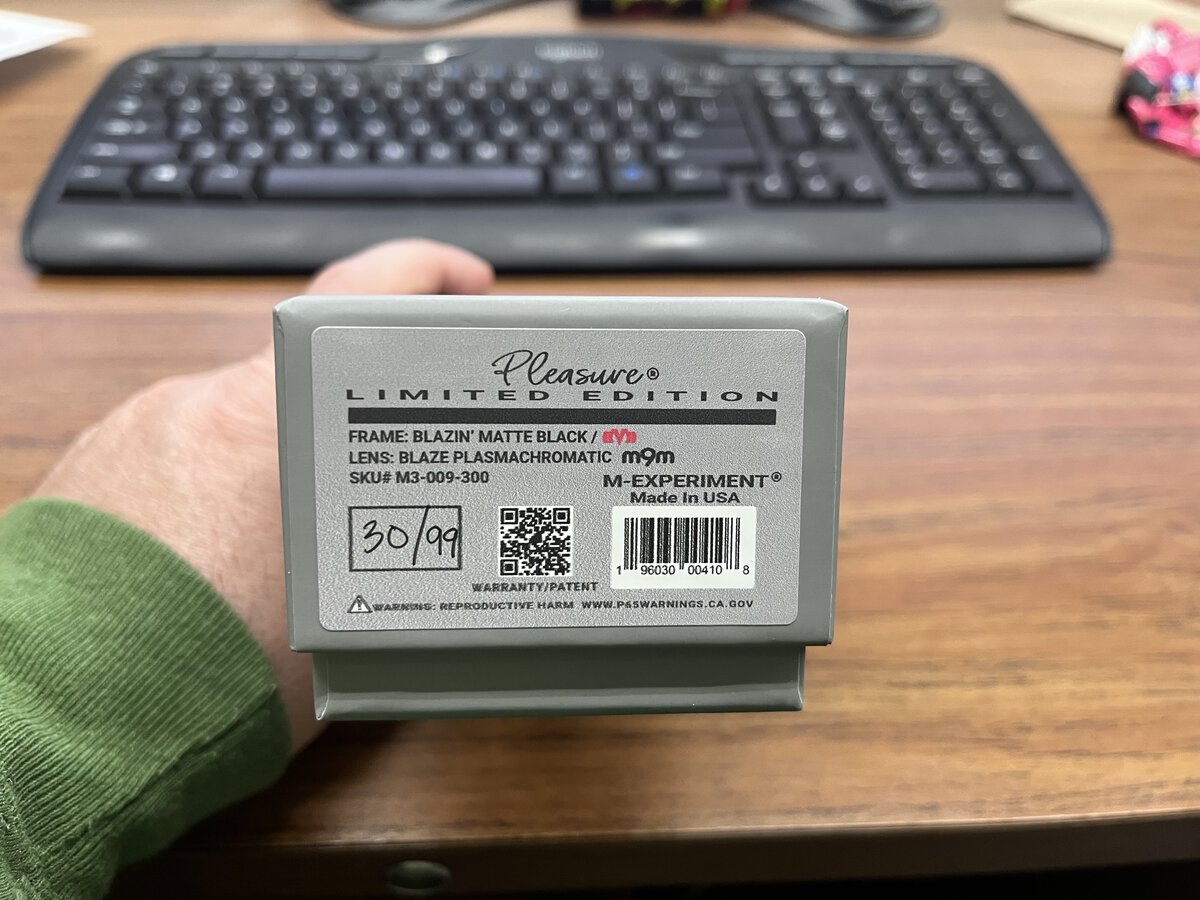 Pleasure®
LIMITED EDITION
FRAME: BLAZIN' MATTE BLACK /
LENS: BLAZE PLASMACHROMATIC m9m
SKU# M3-009-300
M-EXPERIMENT®
Made In USA
30/99
1 96030 00410 8
WARRANTY/PATENT
WARNING: REPRODUCTIVE HARM WWW.P65WARNINGS.CA.GOV